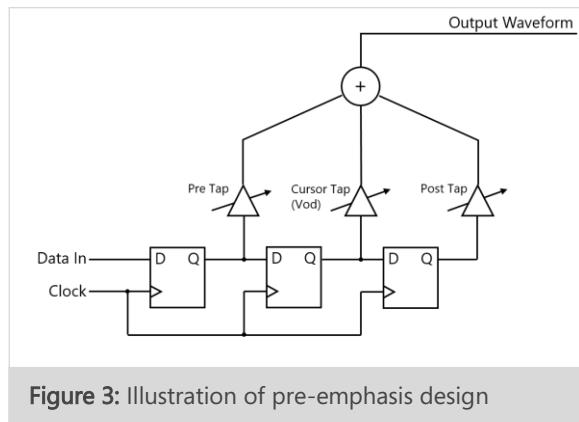 Output Waveform
+
Pre Tap
Cursor Tap
(Vod)
Post Tap
Data In
D Q
D Q
D Q
Clock
Figure 3: Illustration of pre-emphasis design